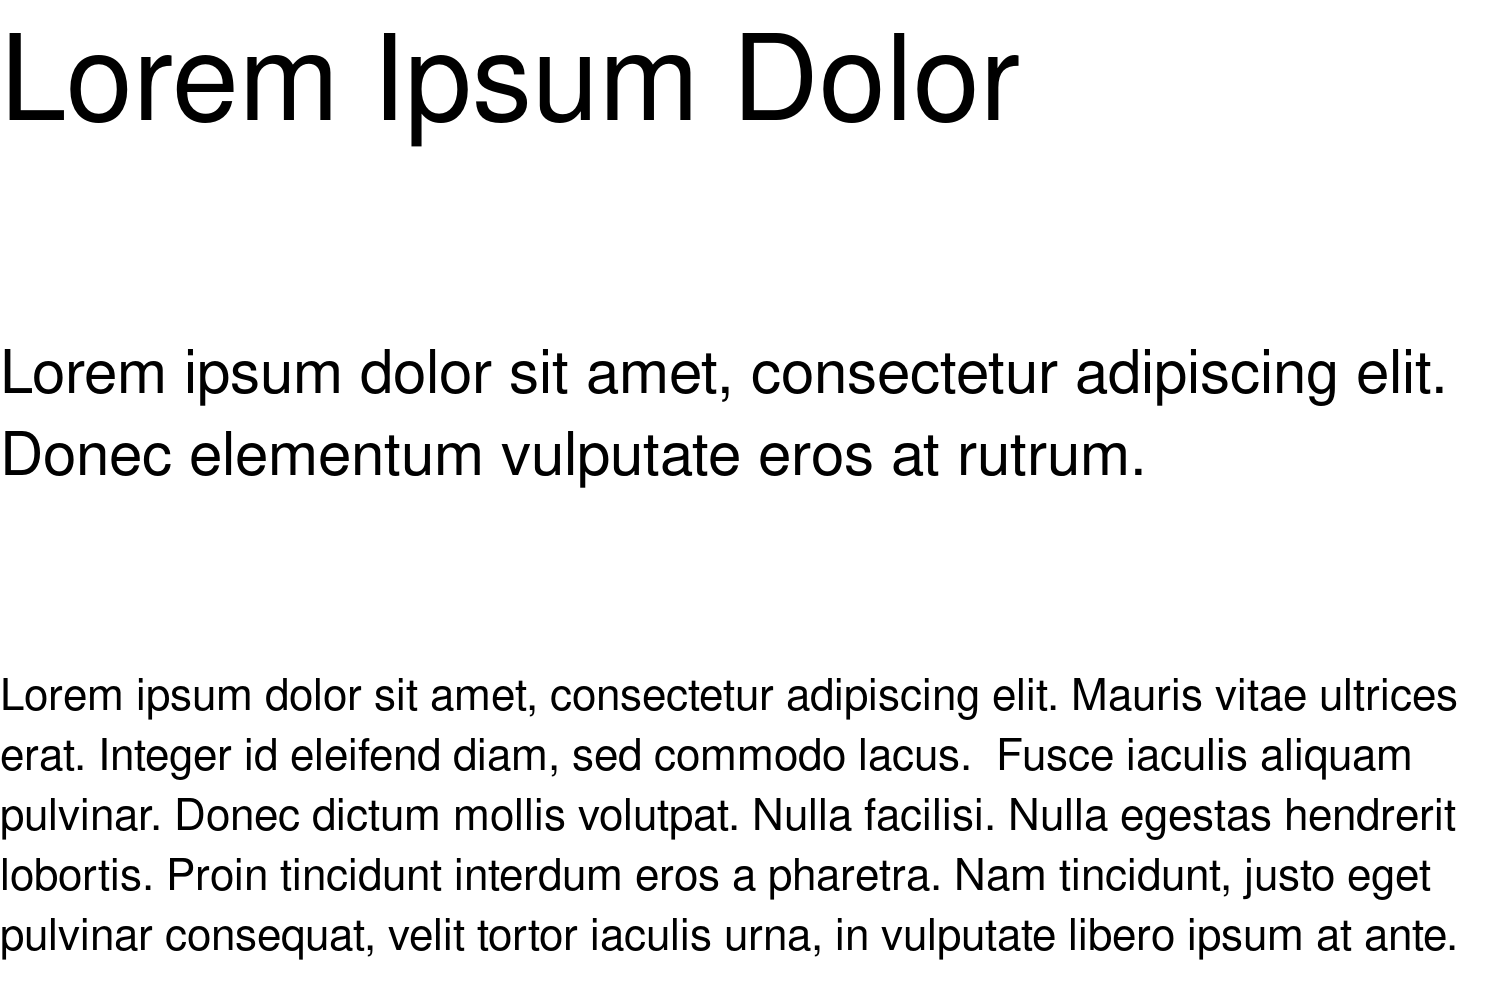 Lorem Ipsum Dolor
Lorem ipsum dolor sit amet, consectetur adipiscing elit.
Donec elementum vulputate eros at rutrum.
Lorem ipsum dolor sit amet, consectetur adipiscing elit. Mauris vitae ultrices
erat. Integer id eleifend diam, sed commodo lacus.  Fusce iaculis aliquam
pulvinar. Donec dictum mollis volutpat. Nulla facilisi. Nulla egestas hendrerit
lobortis. Proin tincidunt interdum eros a pharetra. Nam tincidunt, justo eget
pulvinar consequat, velit tortor iaculis urna, in vulputate libero ipsum at ante.